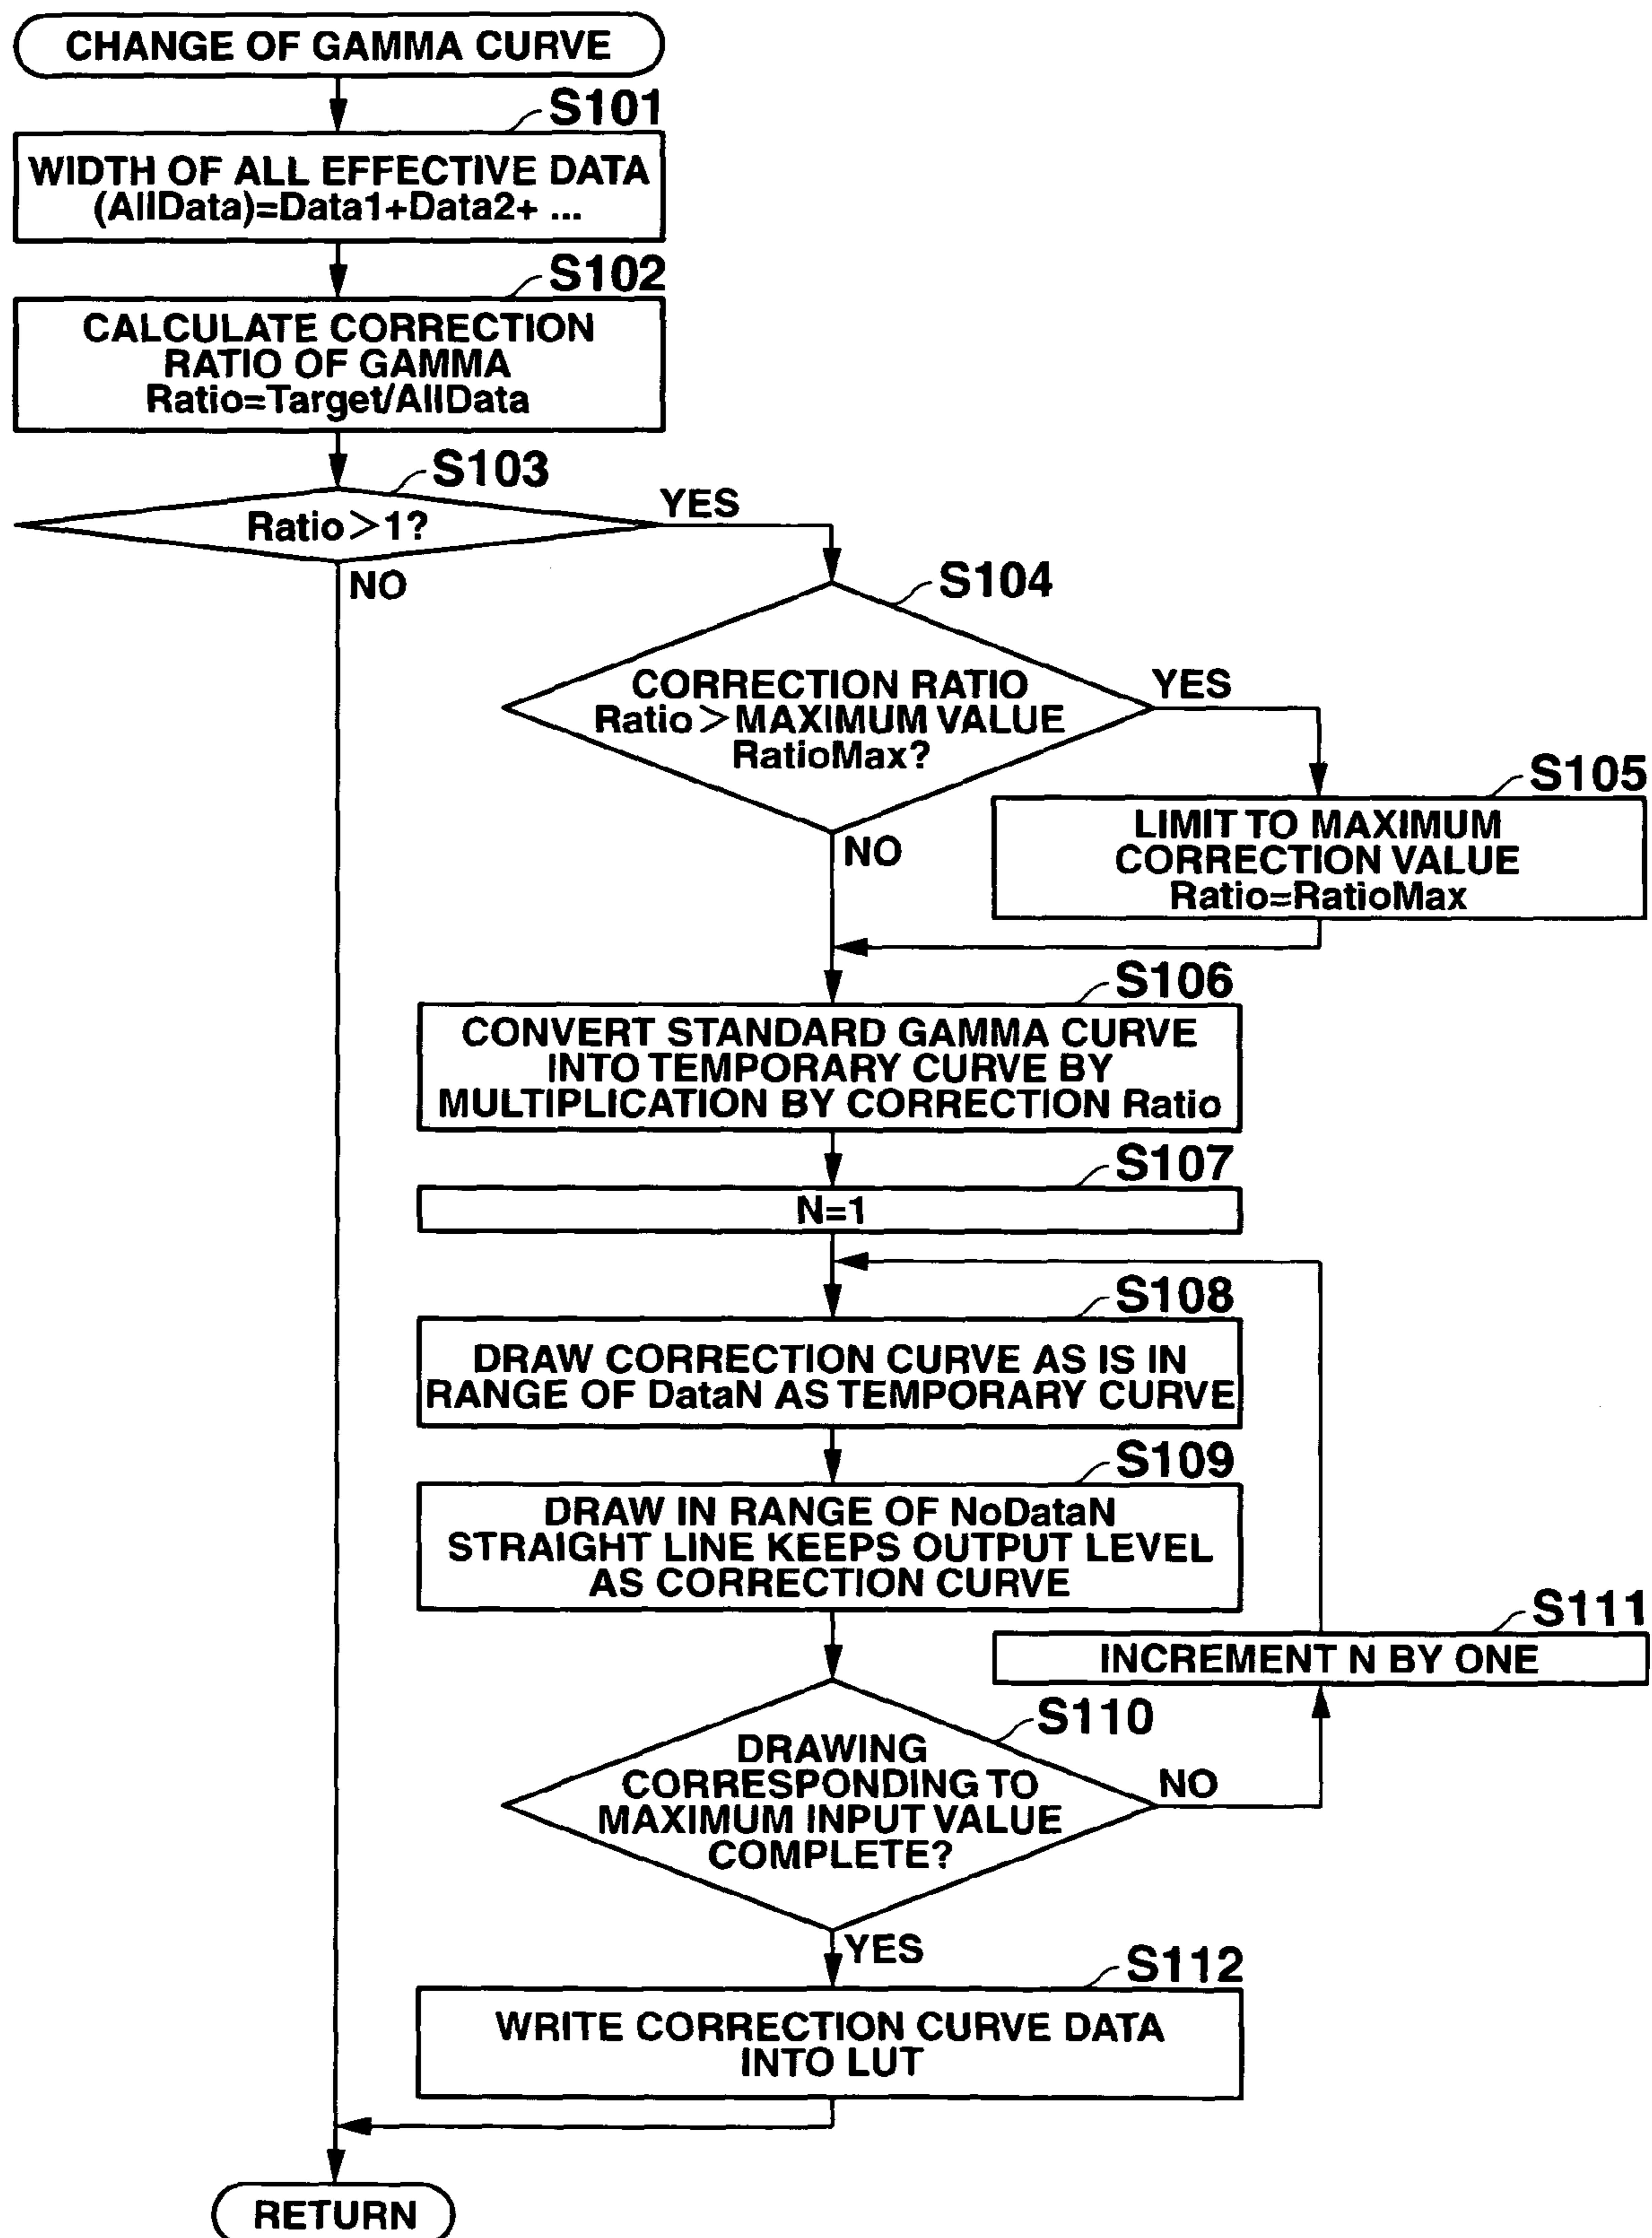 CHANGE OF GAMMA CURVE
S101
WIDTH OF ALL EFFECTIVE DATA
(AllData)=Data1+Data2+ ...
S102
CALCULATE CORRECTION
RATIO OF GAMMA
Ratio=Target/AllData
S103
Ratio>1?
YES
NO
S104
CORRECTION RATIO
Ratio>MAXIMUM VALUE
RatioMax?
YES
NO
S105
LIMIT TO MAXIMUM
CORRECTION VALUE
Ratio=RatioMax
S106
CONVERT STANDARD GAMMA CURVE
INTO TEMPORARY CURVE BY
MULTIPLICATION BY CORRECTION Ratio
S107
N=1
S108
DRAW CORRECTION CURVE AS IS IN
RANGE OF DataN AS TEMPORARY CURVE
S109
DRAW IN RANGE OF NoDataN
STRAIGHT LINE KEEPS OUTPUT LEVEL
AS CORRECTION CURVE
S111
INCREMENT N BY ONE
S110
DRAWING
CORRESPONDING TO
MAXIMUM INPUT VALUE
COMPLETE?
NO
YES
S112
WRITE CORRECTION CURVE DATA
INTO LUT
RETURN